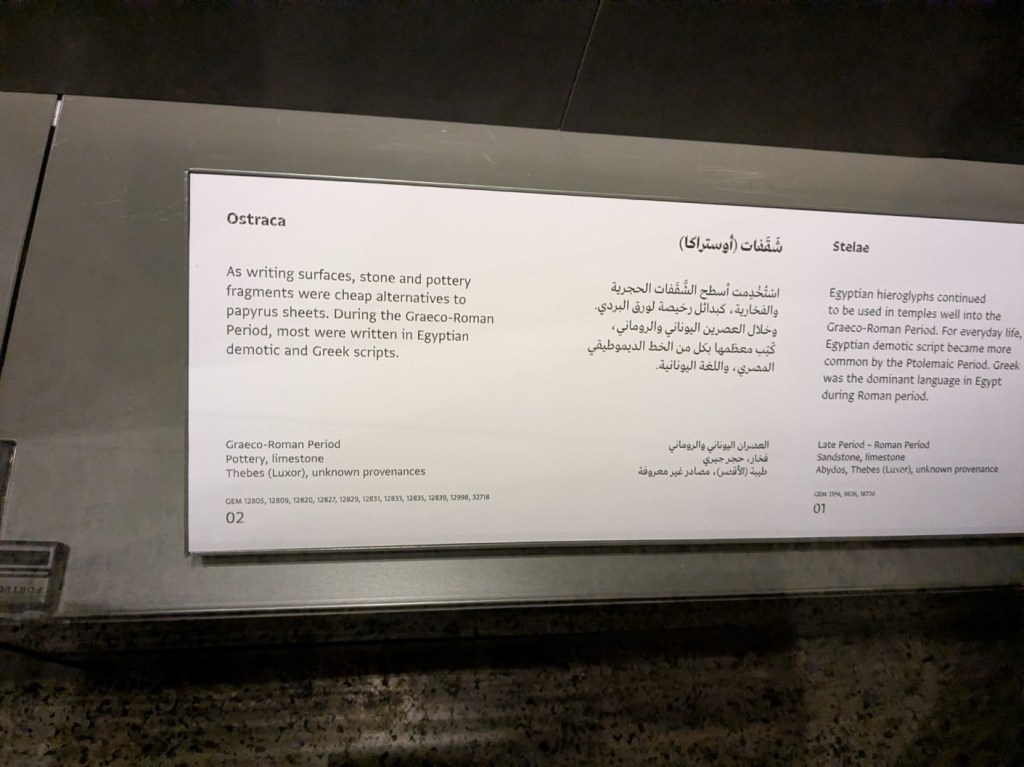 Ostraca
As writing surfaces, stone and pottery
fragments were cheap alternatives to
papyrus sheets. During the Graeco-Roman
Period, most were written in Egyptian
demotic and Greek scripts.
Graeco-Roman Period
Pottery, limestone
Thebes (Luxor), unknown provenances
GEM 12805, 12809, 12820, 12827, 12829, 12831, 12833, 12835, 12839, 12998, 32718
02
شَقَفات (أوستراكا)
اسْتُخْدِمت أسطح الشَّقَفات الحجرية
والفخارية، كبدائل رخيصة لورق البردي.
وخلال العصرين اليوناني والروماني،
كُتِب معظمها بكل من الخط الديموطيقي
المصري، واللغة اليونانية.
العصران اليوناني والروماني
فخار، حجر جيري
طيبة (الأقصر)، مصادر غير معروفة
Stelae
Egyptian hieroglyphs continued
to be used in temples well into the
Graeco-Roman Period. For everyday life,
Egyptian demotic script became more
common by the Ptolemaic Period. Greek
was the dominant language in Egypt
during Roman period.
Late Period – Roman Period
Sandstone, limestone
Abydos, Thebes (Luxor), unknown provenance
GEM
01